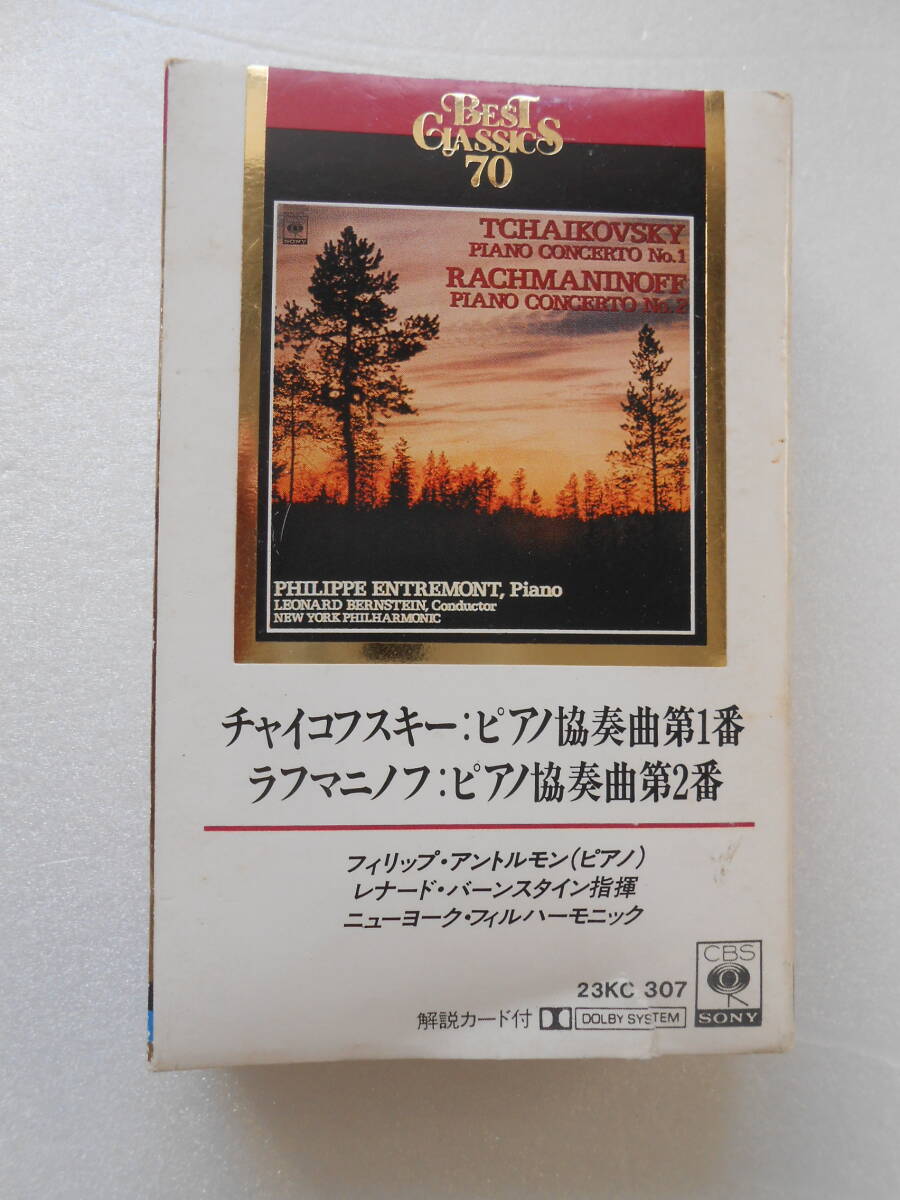 BEST
CLASSICS
70
SONY
TCHAIKOVSKY
PIANO CONCERTO No.1
RACHMANINOFF
PIANO CONCERTO No.2
PHILIPPE ENTREMONT, Piano
LEONARD BERNSTEIN, Conductor
NEW YORK PHILHARMONIC
チャイコフスキー：ピアノ協奏曲第1番
ラフマニノフ：ピアノ協奏曲第2番
フィリップ・アントルモン(ピアノ)
レナード・バーンスタイン指揮
ニューヨーク・フィルハーモニック
23KC 307
解説カード付 DOLBY SYSTEM
CBS
SONY